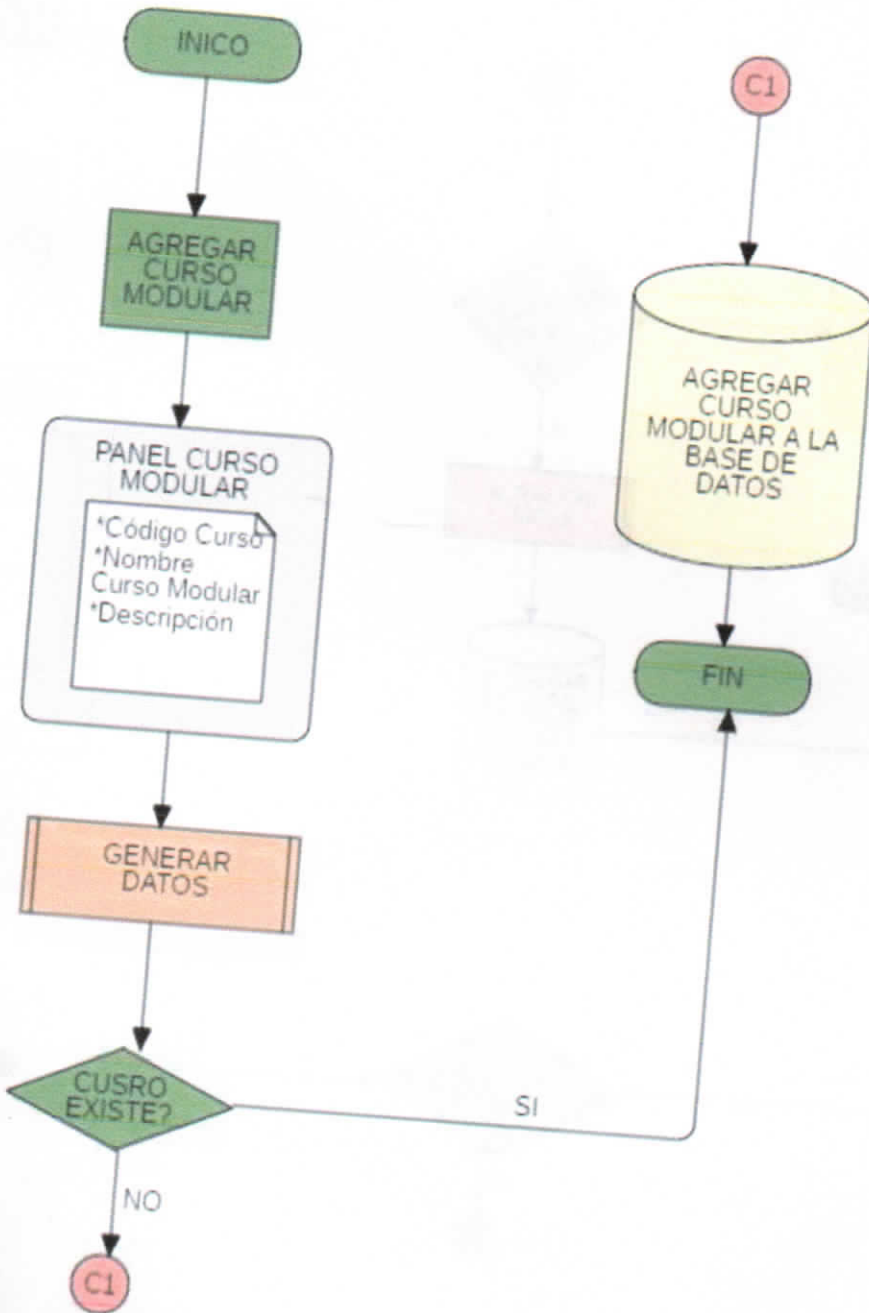 INICO
AGREGAR
CURSO
MODULAR
PANEL CURSO
MODULAR
*Código Curso
*Nombre
Curso Modular
*Descripción
GENERAR
DATOS
CUSRO
EXISTE?
SI
NO
C1
C1
AGREGAR
CURSO
MODULAR A LA
BASE DE
DATOS
FIN